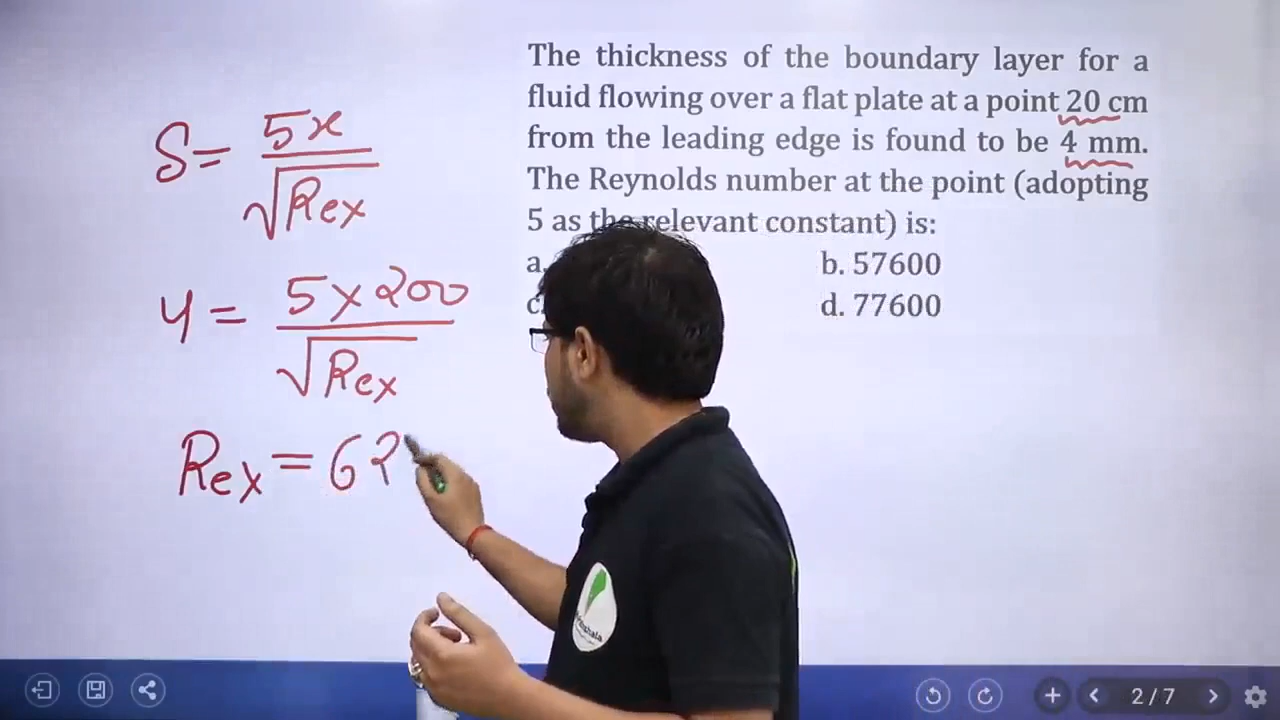 The thickness of the boundary layer for a
fluid flowing over a flat plate at a point 20 cm
from the leading edge is found to be 4 mm.
The Reynolds number at the point (adopting
5 as the relevant constant) is:
a.
b. 57600
d. 77600
δ = 5x / √Rex
4 = 5 x 200 / √Rex
Rex = 62
2 / 7